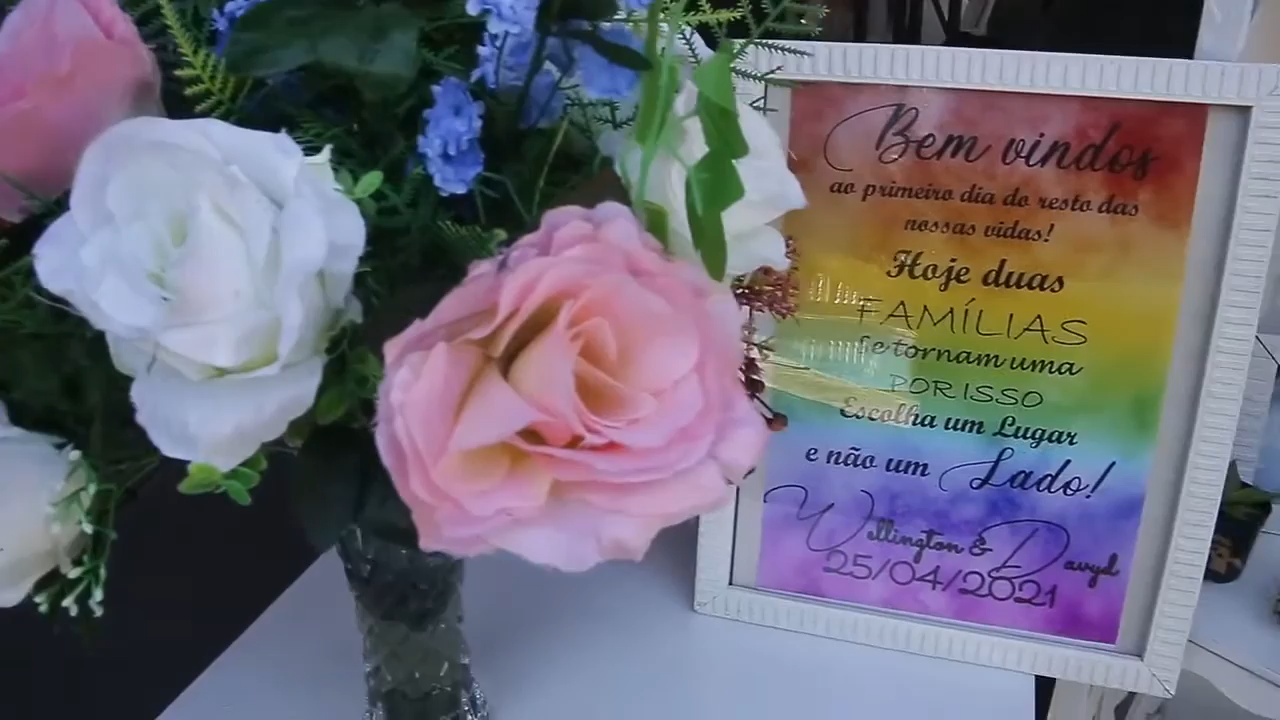 Bem vindos
ao primeiro dia do resto das
nossas vidas!
Hoje duas
FAMÍLIAS
Se tornam uma
POR ISSO
Escolha um Lugar
e não um Lado!
Wellington & Davyd
25/04/2021